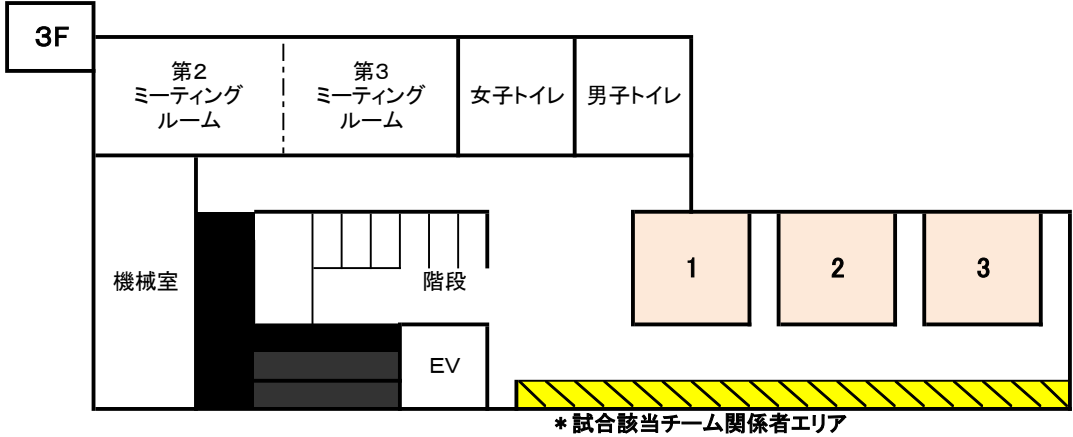 3F
第2
ミーティング
ルーム
第3
ミーティング
ルーム
女子トイレ
男子トイレ
機械室
階段
EV
1
2
3
*試合該当チーム関係者エリア